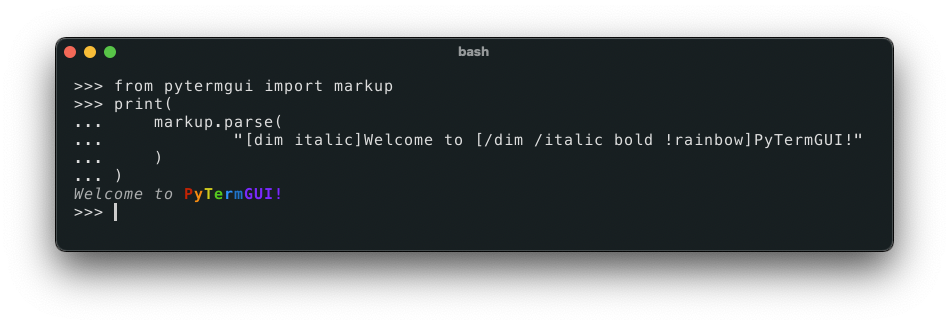 bash
>>> from pytermgui import markup
>>> print(
...     markup.parse(
...             "[dim italic]Welcome to [/dim /italic bold !rainbow]PyTermGUI!"
...     )
... )
Welcome to PyTermGUI!
>>>